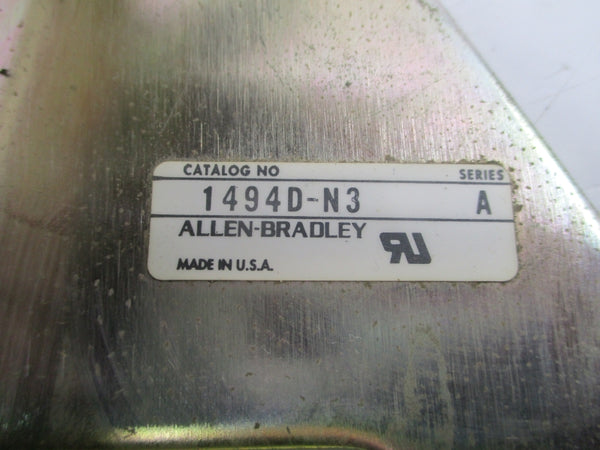 CATALOG NO SERIES
1494D-N3 A
ALLEN-BRADLEY
MADE IN U.S.A.